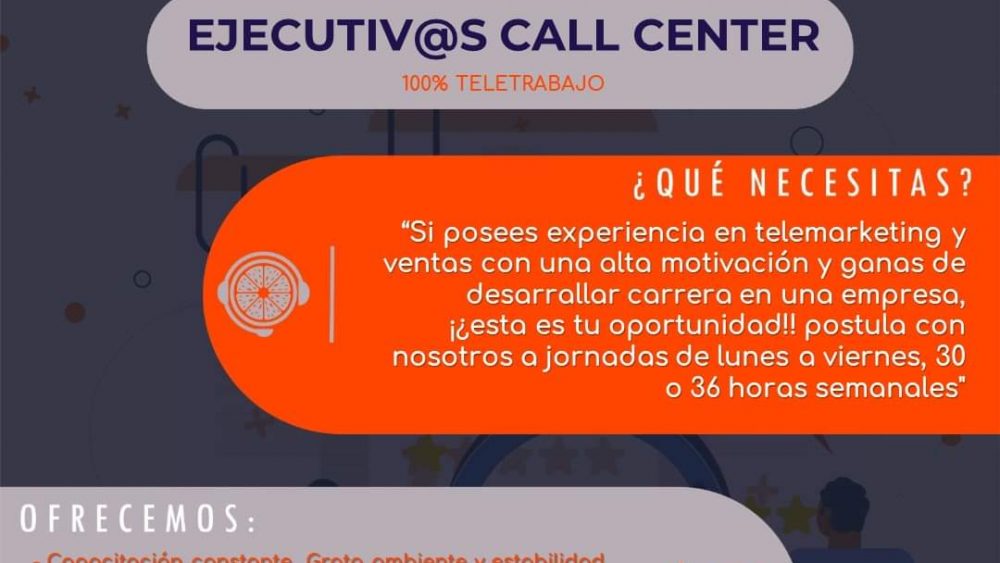 EJECUTIV@S CALL CENTER
100% TELETRABAJO
¿QUÉ NECESITAS?
“Si posees experiencia en telemarketing y
ventas con una alta motivación y ganas de
desarrallar carrera en una empresa,
¡¿esta es tu oportunidad!! postula con
nosotros a jornadas de lunes a viernes, 30
o 36 horas semanales"
OFRECEMOS:
- Capacitación constante, Grato ambiente y estabilidad